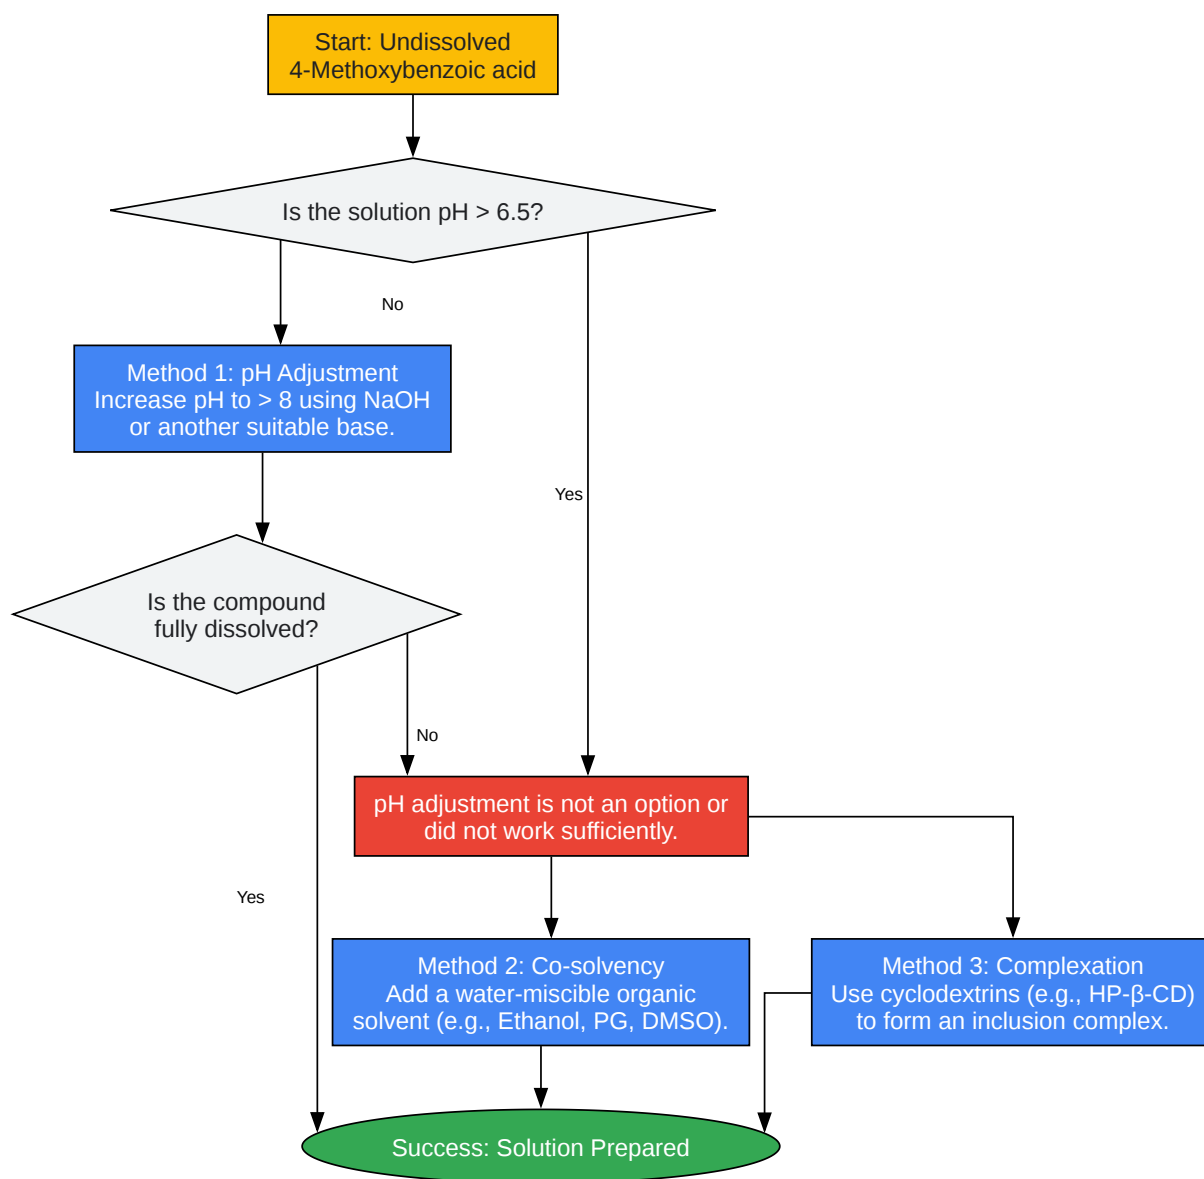 Start: Undissolved
4-Methoxybenzoic acid
Is the solution pH > 6.5?
No
Method 1: pH Adjustment
Increase pH to > 8 using NaOH
or another suitable base.
Yes
Is the compound
fully dissolved?
No
pH adjustment is not an option or
did not work sufficiently.
Yes
Method 2: Co-solvency
Add a water-miscible organic
solvent (e.g., Ethanol, PG, DMSO).
Method 3: Complexation
Use cyclodextrins (e.g., HP-β-CD)
to form an inclusion complex.
Success: Solution Prepared